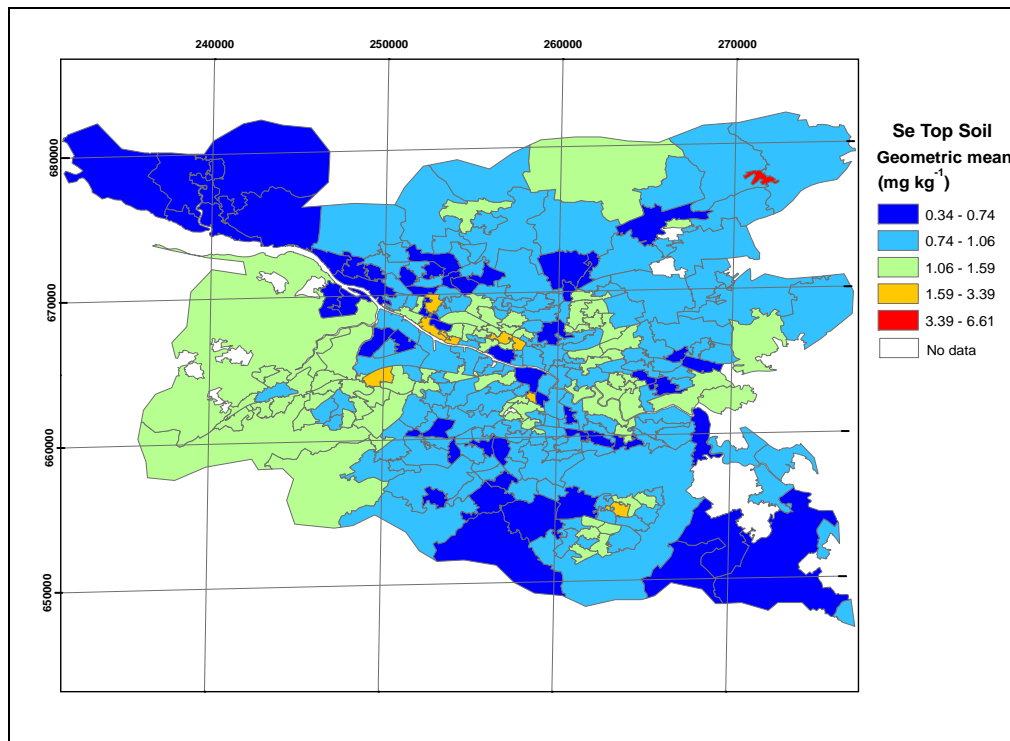 240000 250000 260000 270000
680000
670000
660000
650000
Se Top Soil
Geometric mean
(mg kg⁻¹)
0.34 - 0.74
0.74 - 1.06
1.06 - 1.59
1.59 - 3.39
3.39 - 6.61
No data